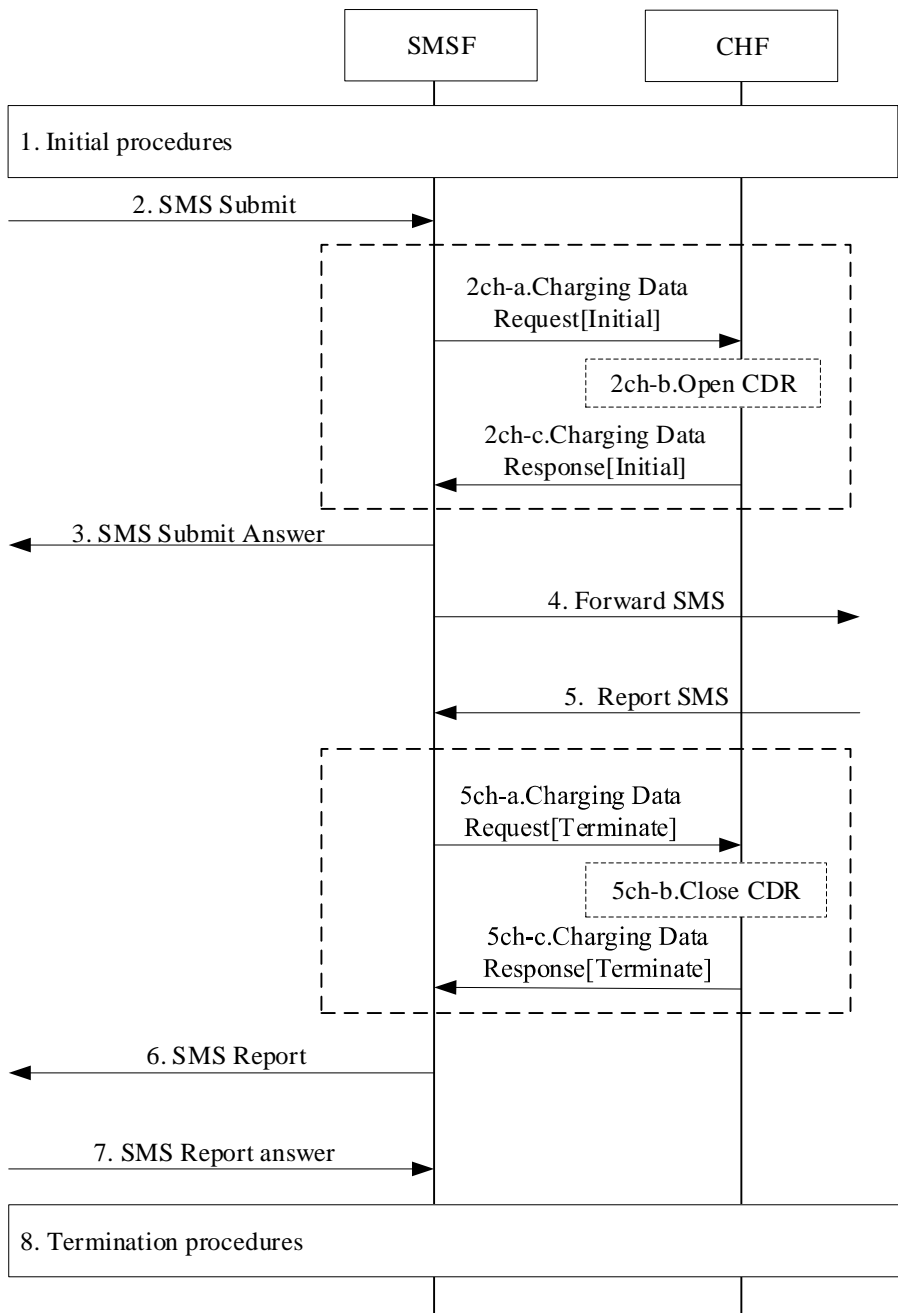 SMSF
CHF
1. Initial procedures
2. SMS Submit
2ch-a.Charging Data
Request[Initial]
2ch-b.Open CDR
2ch-c.Charging Data
Response[Initial]
3. SMS Submit Answer
4. Forward SMS
5. Report SMS
5ch-a.Charging Data
Request[Terminate]
5ch-b.Close CDR
5ch-c.Charging Data
Response[Terminate]
6. SMS Report
7. SMS Report answer
8. Termination procedures